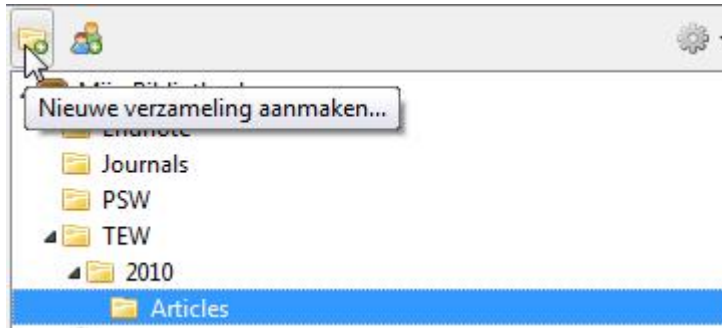 Nieuwe verzameling aanmaken...
Journals
PSW
TEW
2010
Articles